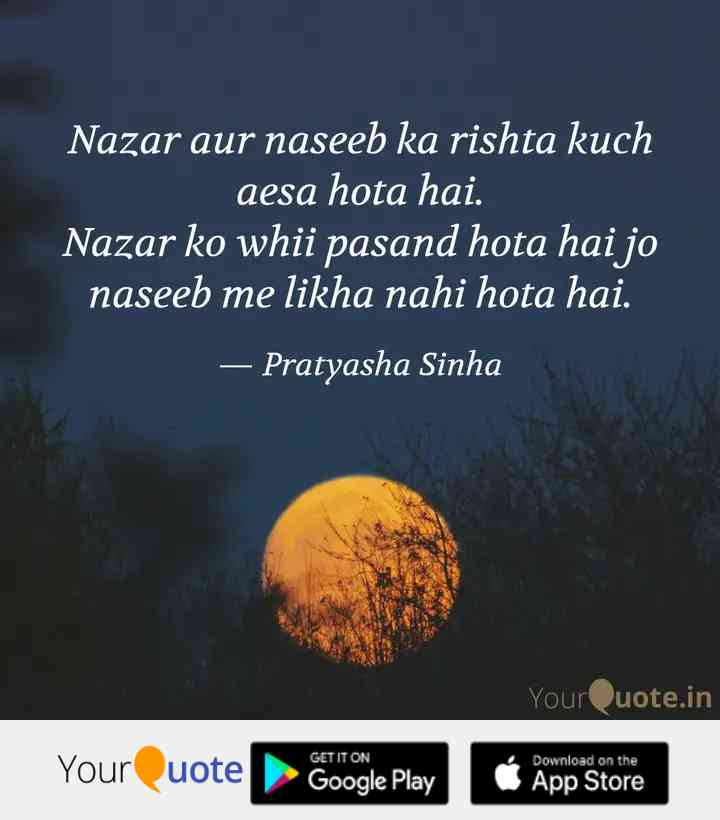 Nazar aur naseeb ka rishta kuch
aesa hota hai.
Nazar ko whii pasand hota hai jo
naseeb me likha nahi hota hai.
— Pratyasha Sinha
YourQuote.in
YourQuote
GET IT ON
Google Play
Download on the
App Store